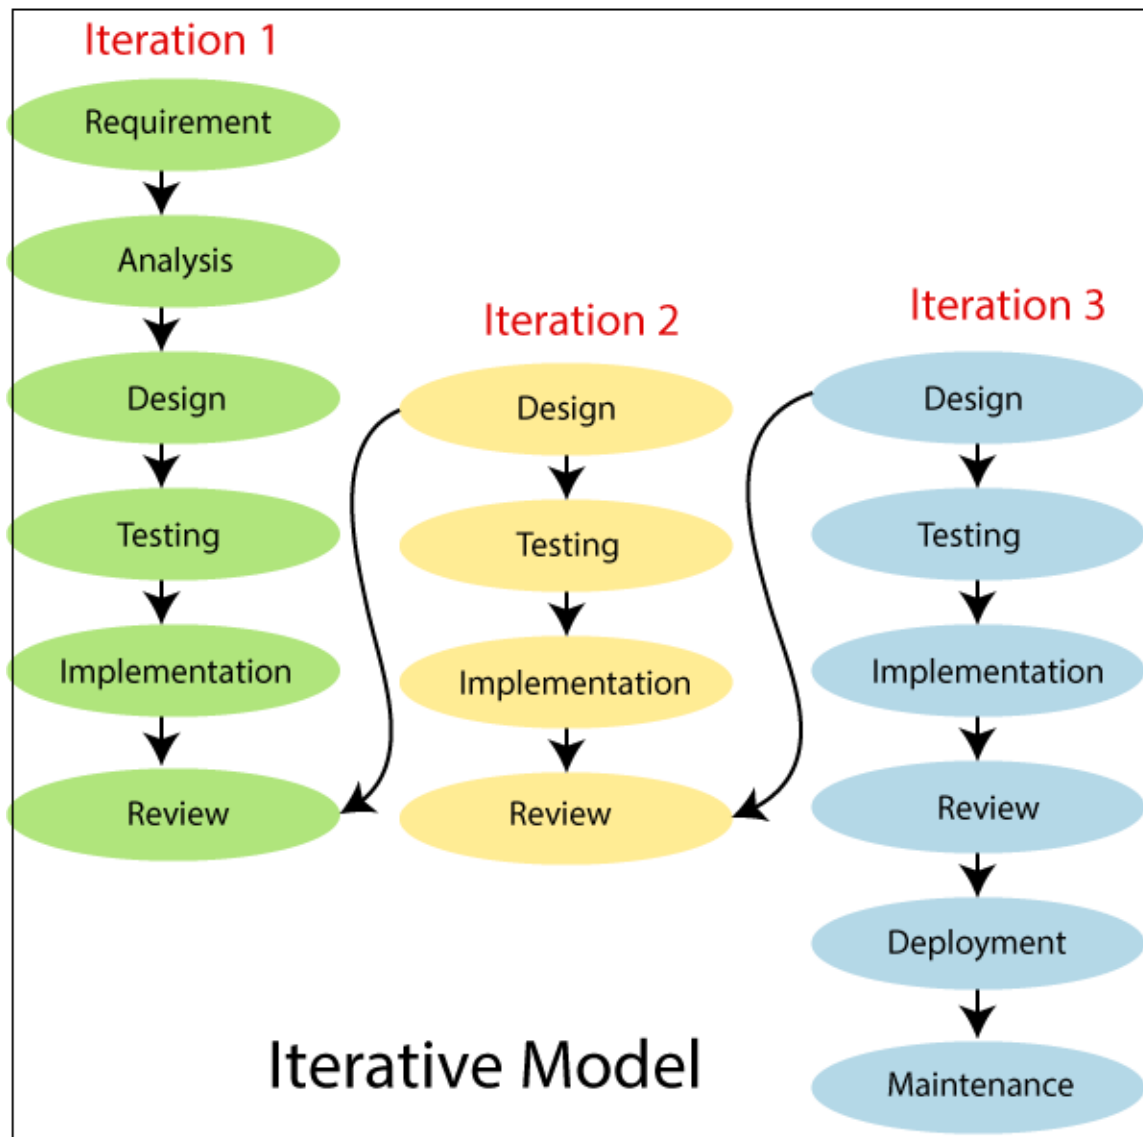 Iteration 1
Requirement
Analysis
Design
Testing
Implementation
Review
Iteration 2
Design
Testing
Implementation
Review
Iteration 3
Design
Testing
Implementation
Review
Deployment
Maintenance
Iterative Model